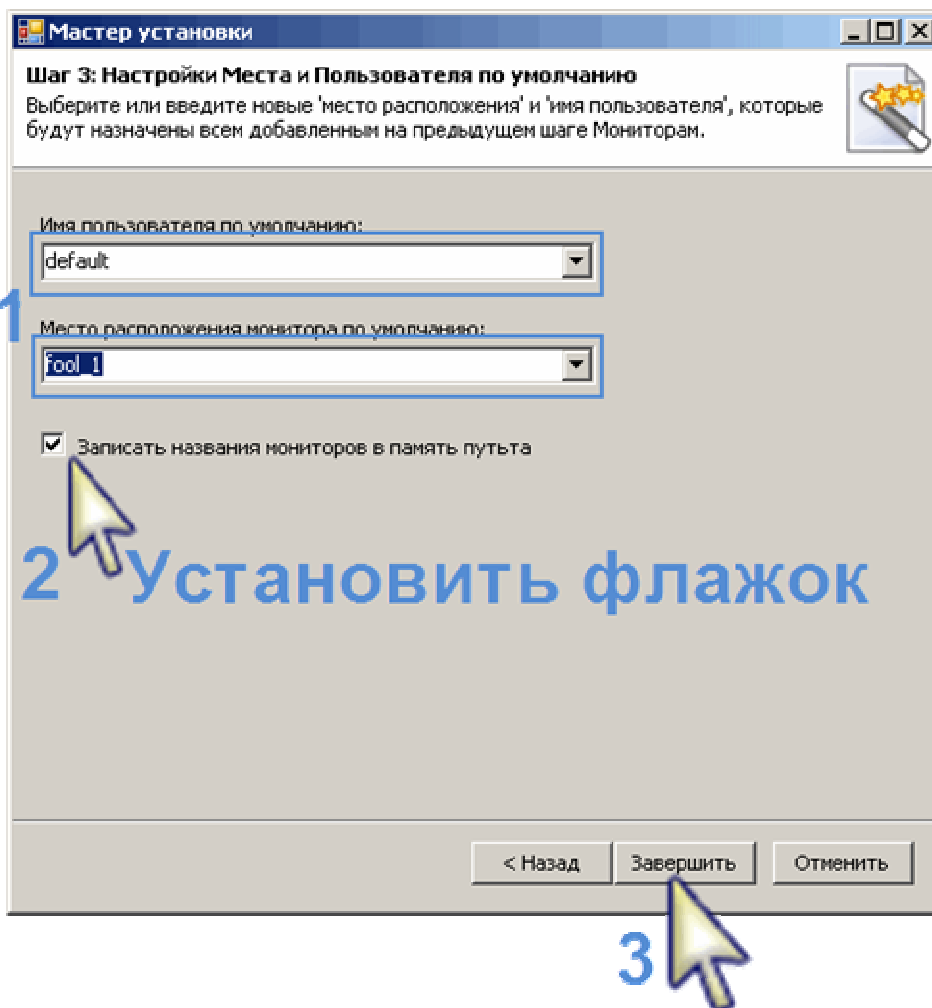 Мастер установки
Шаг 3: Настройки Места и Пользователя по умолчанию
Выберите или введите новые 'место расположения' и 'имя пользователя', которые
будут назначены всем добавленным на предыдущем шаге Мониторам.
Имя пользователя по умолчанию:
default
1
Место расположения монитора по умолчанию:
fool_1
Записать названия мониторов в память путьта
2 Установить флажок
< Назад Завершить Отменить
3